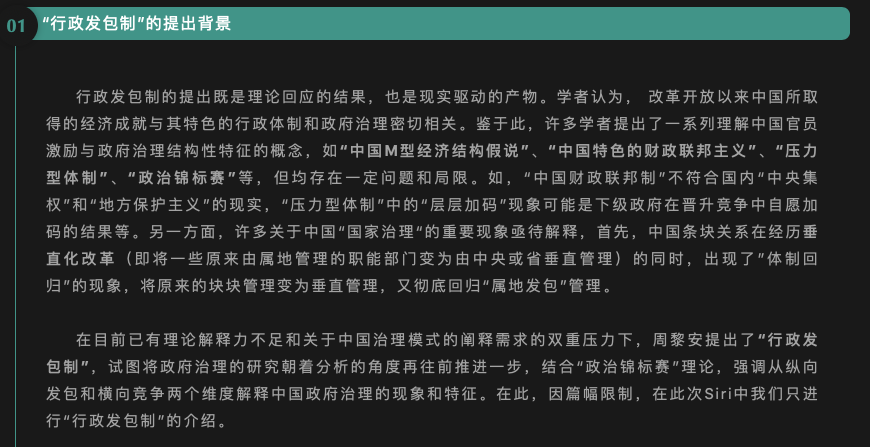 01
“行政发包制”的提出背景
行政发包制的提出既是理论回应的结果，也是现实驱动的产物。学者认为， 改革开放以来中国所取
得的经济成就与其特色的行政体制和政府治理密切相关。鉴于此，许多学者提出了一系列理解中国官员
激励与政府治理结构性特征的概念，如“中国M型经济结构假说”、“中国特色的财政联邦主义”、“压力
型体制”、“政治锦标赛”等，但均存在一定问题和局限。如，“中国财政联邦制”不符合国内“中央集
权”和“地方保护主义”的现实，“压力型体制”中的“层层加码”现象可能是下级政府在晋升竞争中自愿加
码的结果等。另一方面，许多关于中国“国家治理“的重要现象亟待解释，首先，中国条块关系在经历垂
直化改革（即将一些原来由属地管理的职能部门变为由中央或省垂直管理）的同时，出现了”体制回
归”的现象，将原来的块块管理变为垂直管理，又彻底回归“属地发包”管理。
在目前已有理论解释力不足和关于中国治理模式的阐释需求的双重压力下，周黎安提出了“行政发
包制”，试图将政府治理的研究朝着分析的角度再往前推进一步，结合“政治锦标赛”理论，强调从纵向
发包和横向竞争两个维度解释中国政府治理的现象和特征。在此，因篇幅限制，在此次Siri中我们只进
行“行政发包制”的介绍。